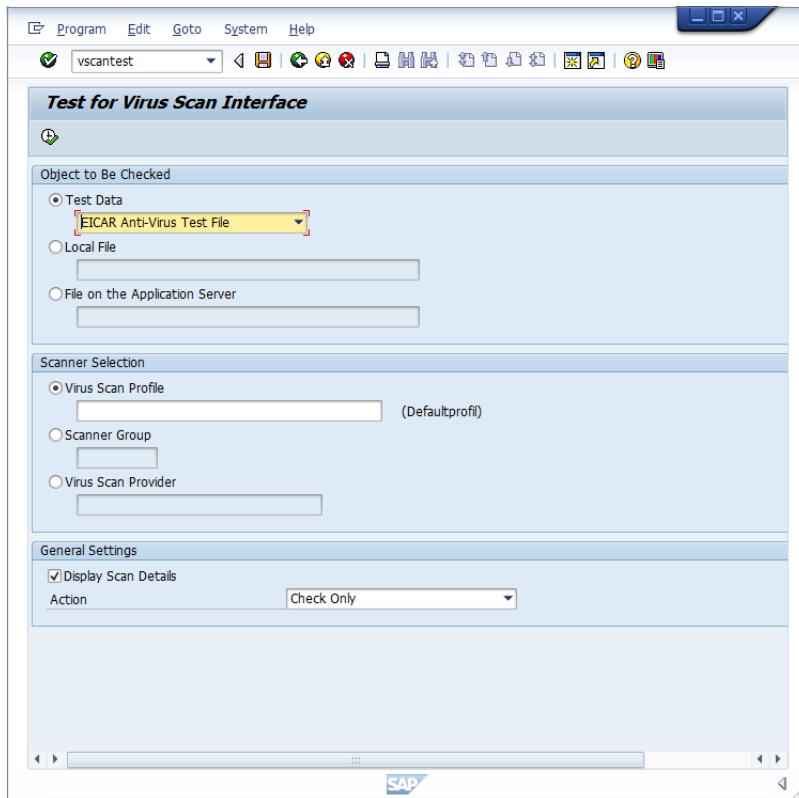 Program Edit Goto System Help
vscantest
Test for Virus Scan Interface
Object to Be Checked
Test Data
EICAR Anti-Virus Test File
Local File
File on the Application Server
Scanner Selection
Virus Scan Profile
(Defaultprofil)
Scanner Group
Virus Scan Provider
General Settings
Display Scan Details
Action Check Only
SAP